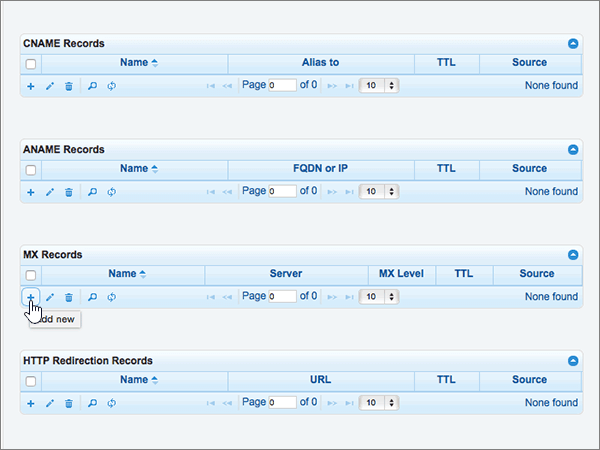 CNAME Records
Name Alias to TTL Source
Page 0 of 0 10 None found
ANAME Records
Name FQDN or IP TTL Source
Page 0 of 0 10 None found
MX Records
Name Server MX Level TTL Source
Page 0 of 0 10 None found
dd new
HTTP Redirection Records
Name URL TTL Source
Page 0 of 0 10 None found